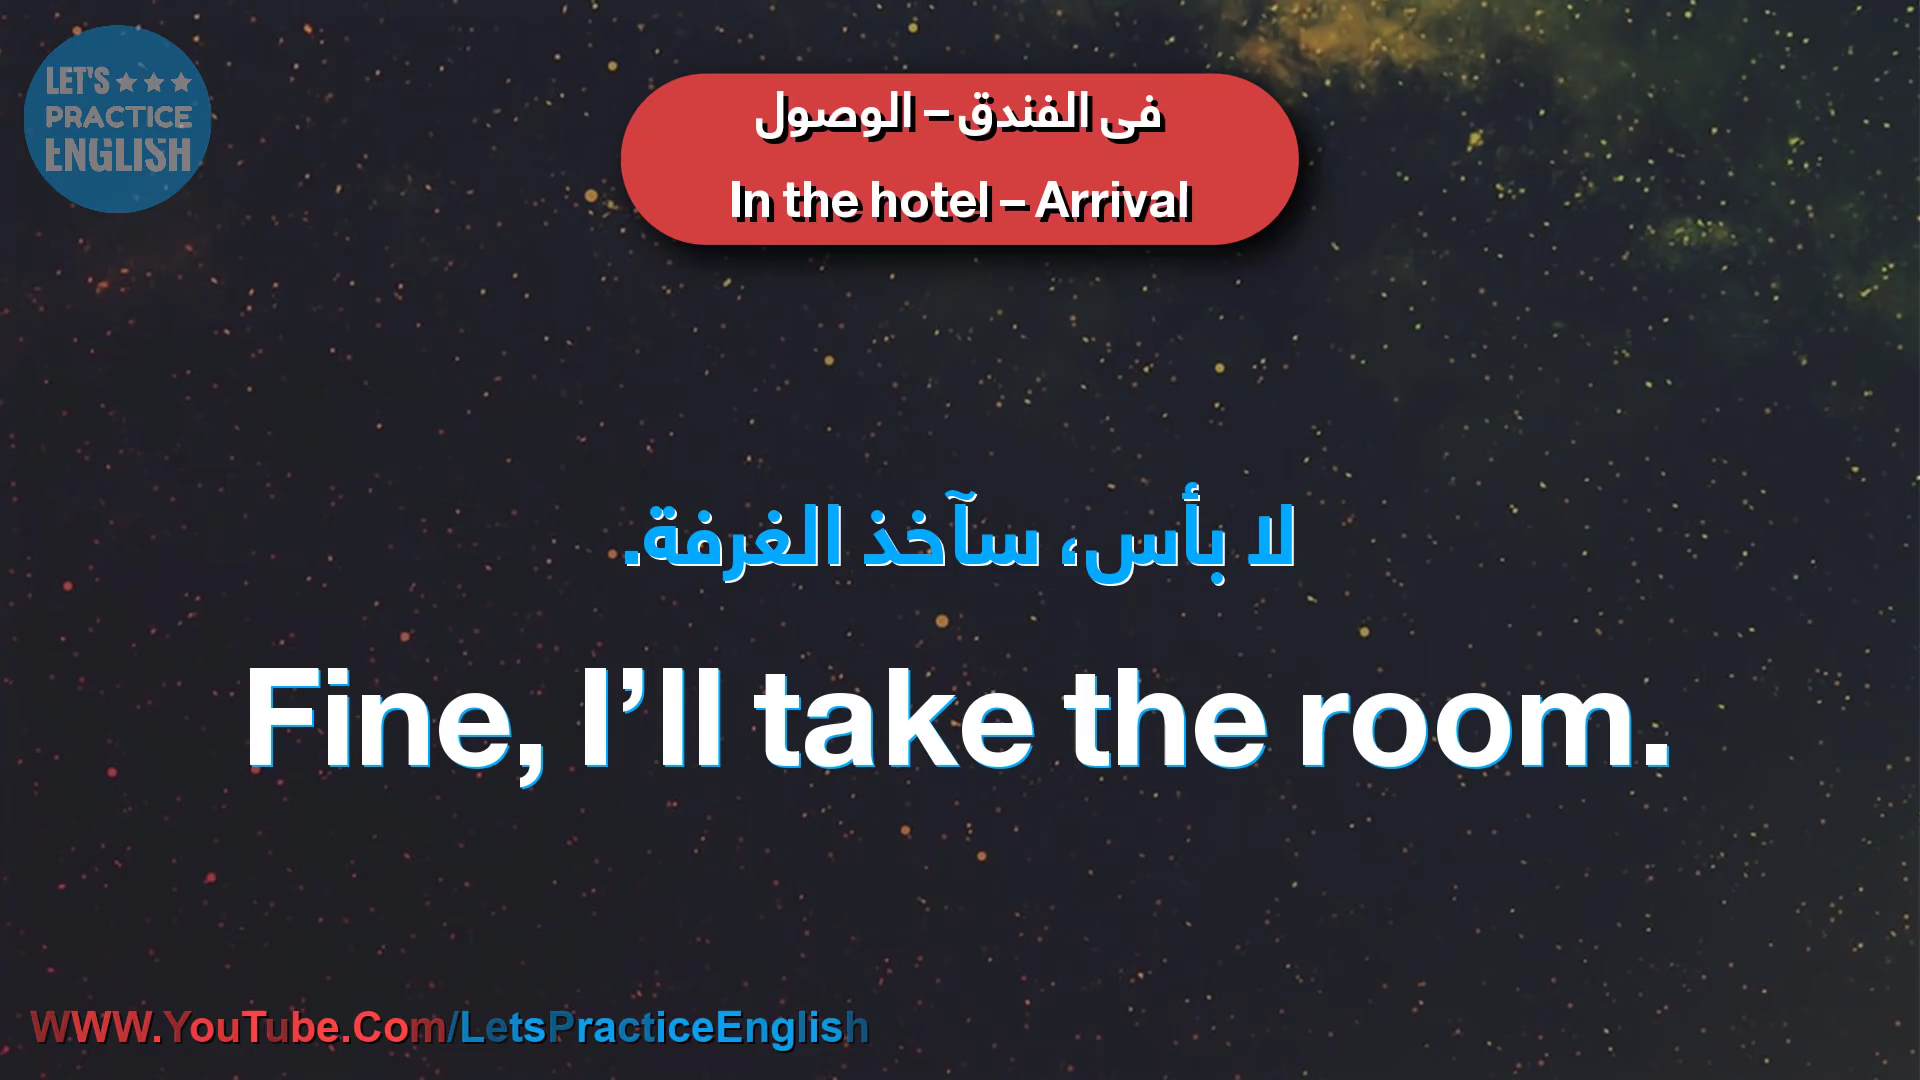 LET'S
PRACTICE
ENGLISH
فى الفندق – الوصول
In the hotel – Arrival
لا بأس، سآخذ الغرفة.
Fine, I’ll take the room.
WWW.YouTube.Com/LetsPracticeEnglish